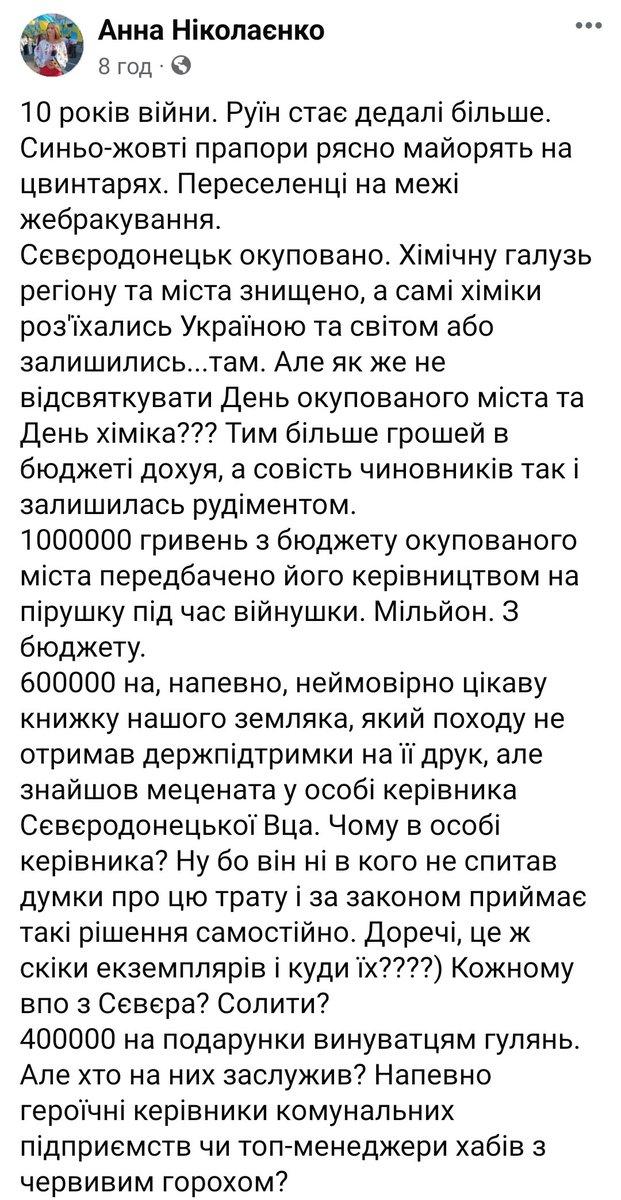 Анна Ніколаєнко
8 год ·
10 років війни. Руїн стає дедалі більше.
Синьо-жовті прапори рясно майорять на
цвинтарях. Переселенці на межі
жебракування.
Сєвєродонецьк окуповано. Хімічну галузь
регіону та міста знищено, а самі хіміки
роз'їхались Україною та світом або
залишились...там. Але як же не
відсвяткувати День окупованого міста та
День хіміка??? Тим більше грошей в
бюджеті дохуя, а совість чиновників так і
залишилась рудіментом.
1000000 гривень з бюджету окупованого
міста передбачено його керівництвом на
пірушку під час війнушки. Мільйон. З
бюджету.
600000 на, напевно, неймовірно цікаву
книжку нашого земляка, який походу не
отримав держпідтримки на її друк, але
знайшов мецената у особі керівника
Сєвєродонецької Вца. Чому в особі
керівника? Ну бо він ні в кого не спитав
думки про цю трату і за законом приймає
такі рішення самостійно. Доречі, це ж
скіки екземплярів і куди їх????) Кожному
впо з Сєвєра? Солити?
400000 на подарунки винуватцям гулянь.
Але хто на них заслужив? Напевно
героїчні керівники комунальних
підприємств чи топ-менеджери хабів з
червивим горохом?